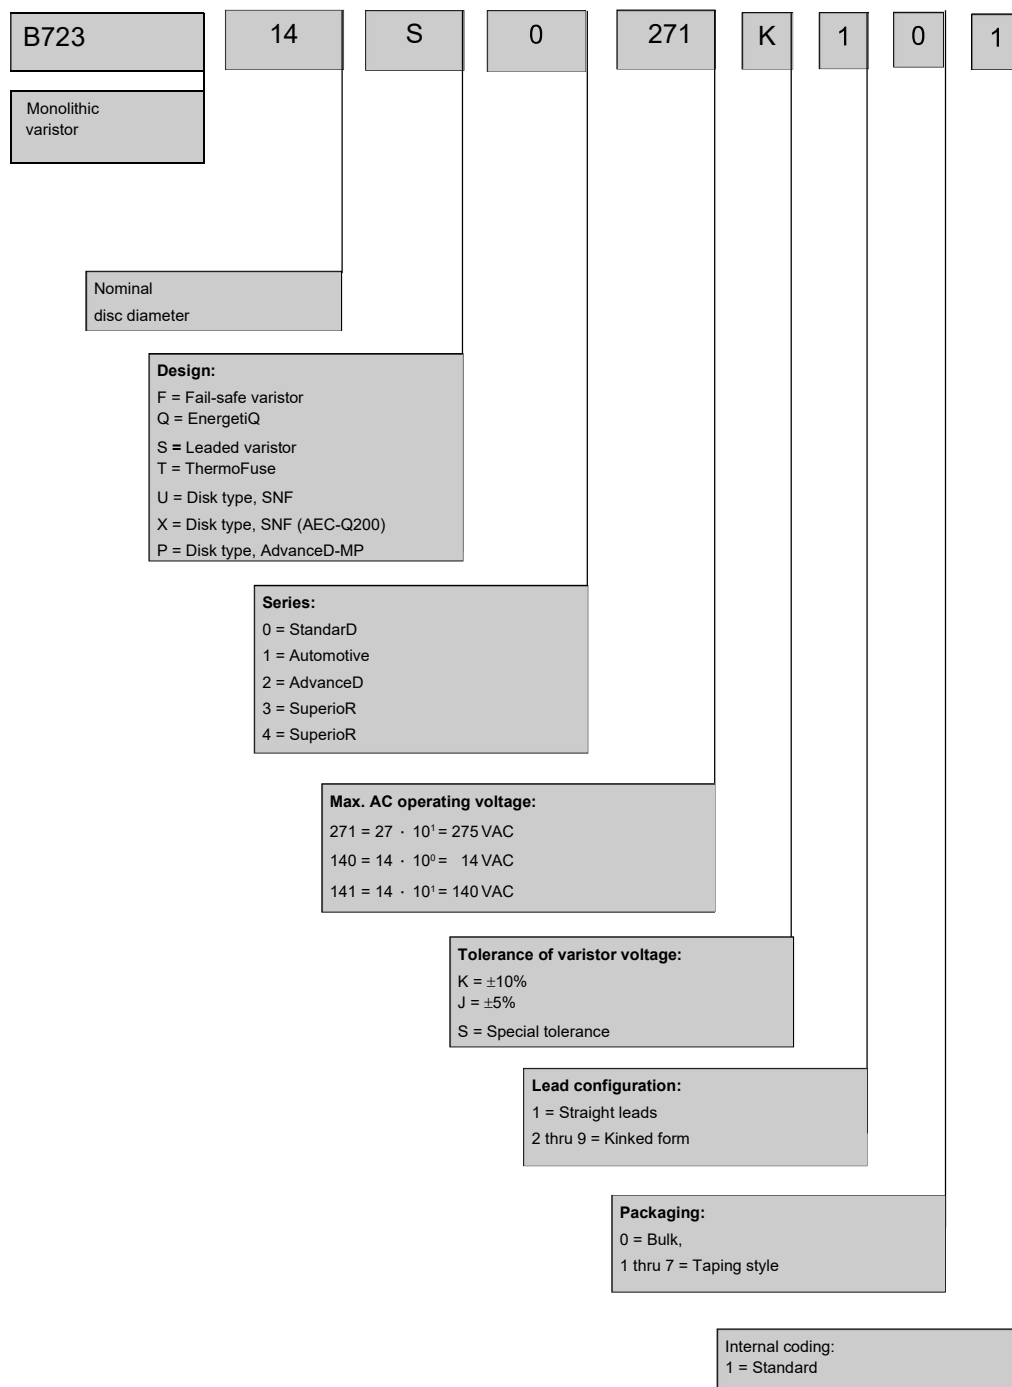 B723 14 S 0 271 K 1 0 1
Monolithic
varistor
Nominal
disc diameter
Design:
F = Fail-safe varistor
Q = EnergetiQ
S = Leaded varistor
T = ThermoFuse
U = Disk type, SNF
X = Disk type, SNF (AEC-Q200)
P = Disk type, AdvanceD-MP
Series:
0 = StandarD
1 = Automotive
2 = AdvanceD
3 = SuperioR
4 = SuperioR
Max. AC operating voltage:
271 = 27 · 10¹ = 275 VAC
140 = 14 · 10⁰ = 14 VAC
141 = 14 · 10¹ = 140 VAC
Tolerance of varistor voltage:
K = ±10%
J = ±5%
S = Special tolerance
Lead configuration:
1 = Straight leads
2 thru 9 = Kinked form
Packaging:
0 = Bulk,
1 thru 7 = Taping style
Internal coding:
1 = Standard